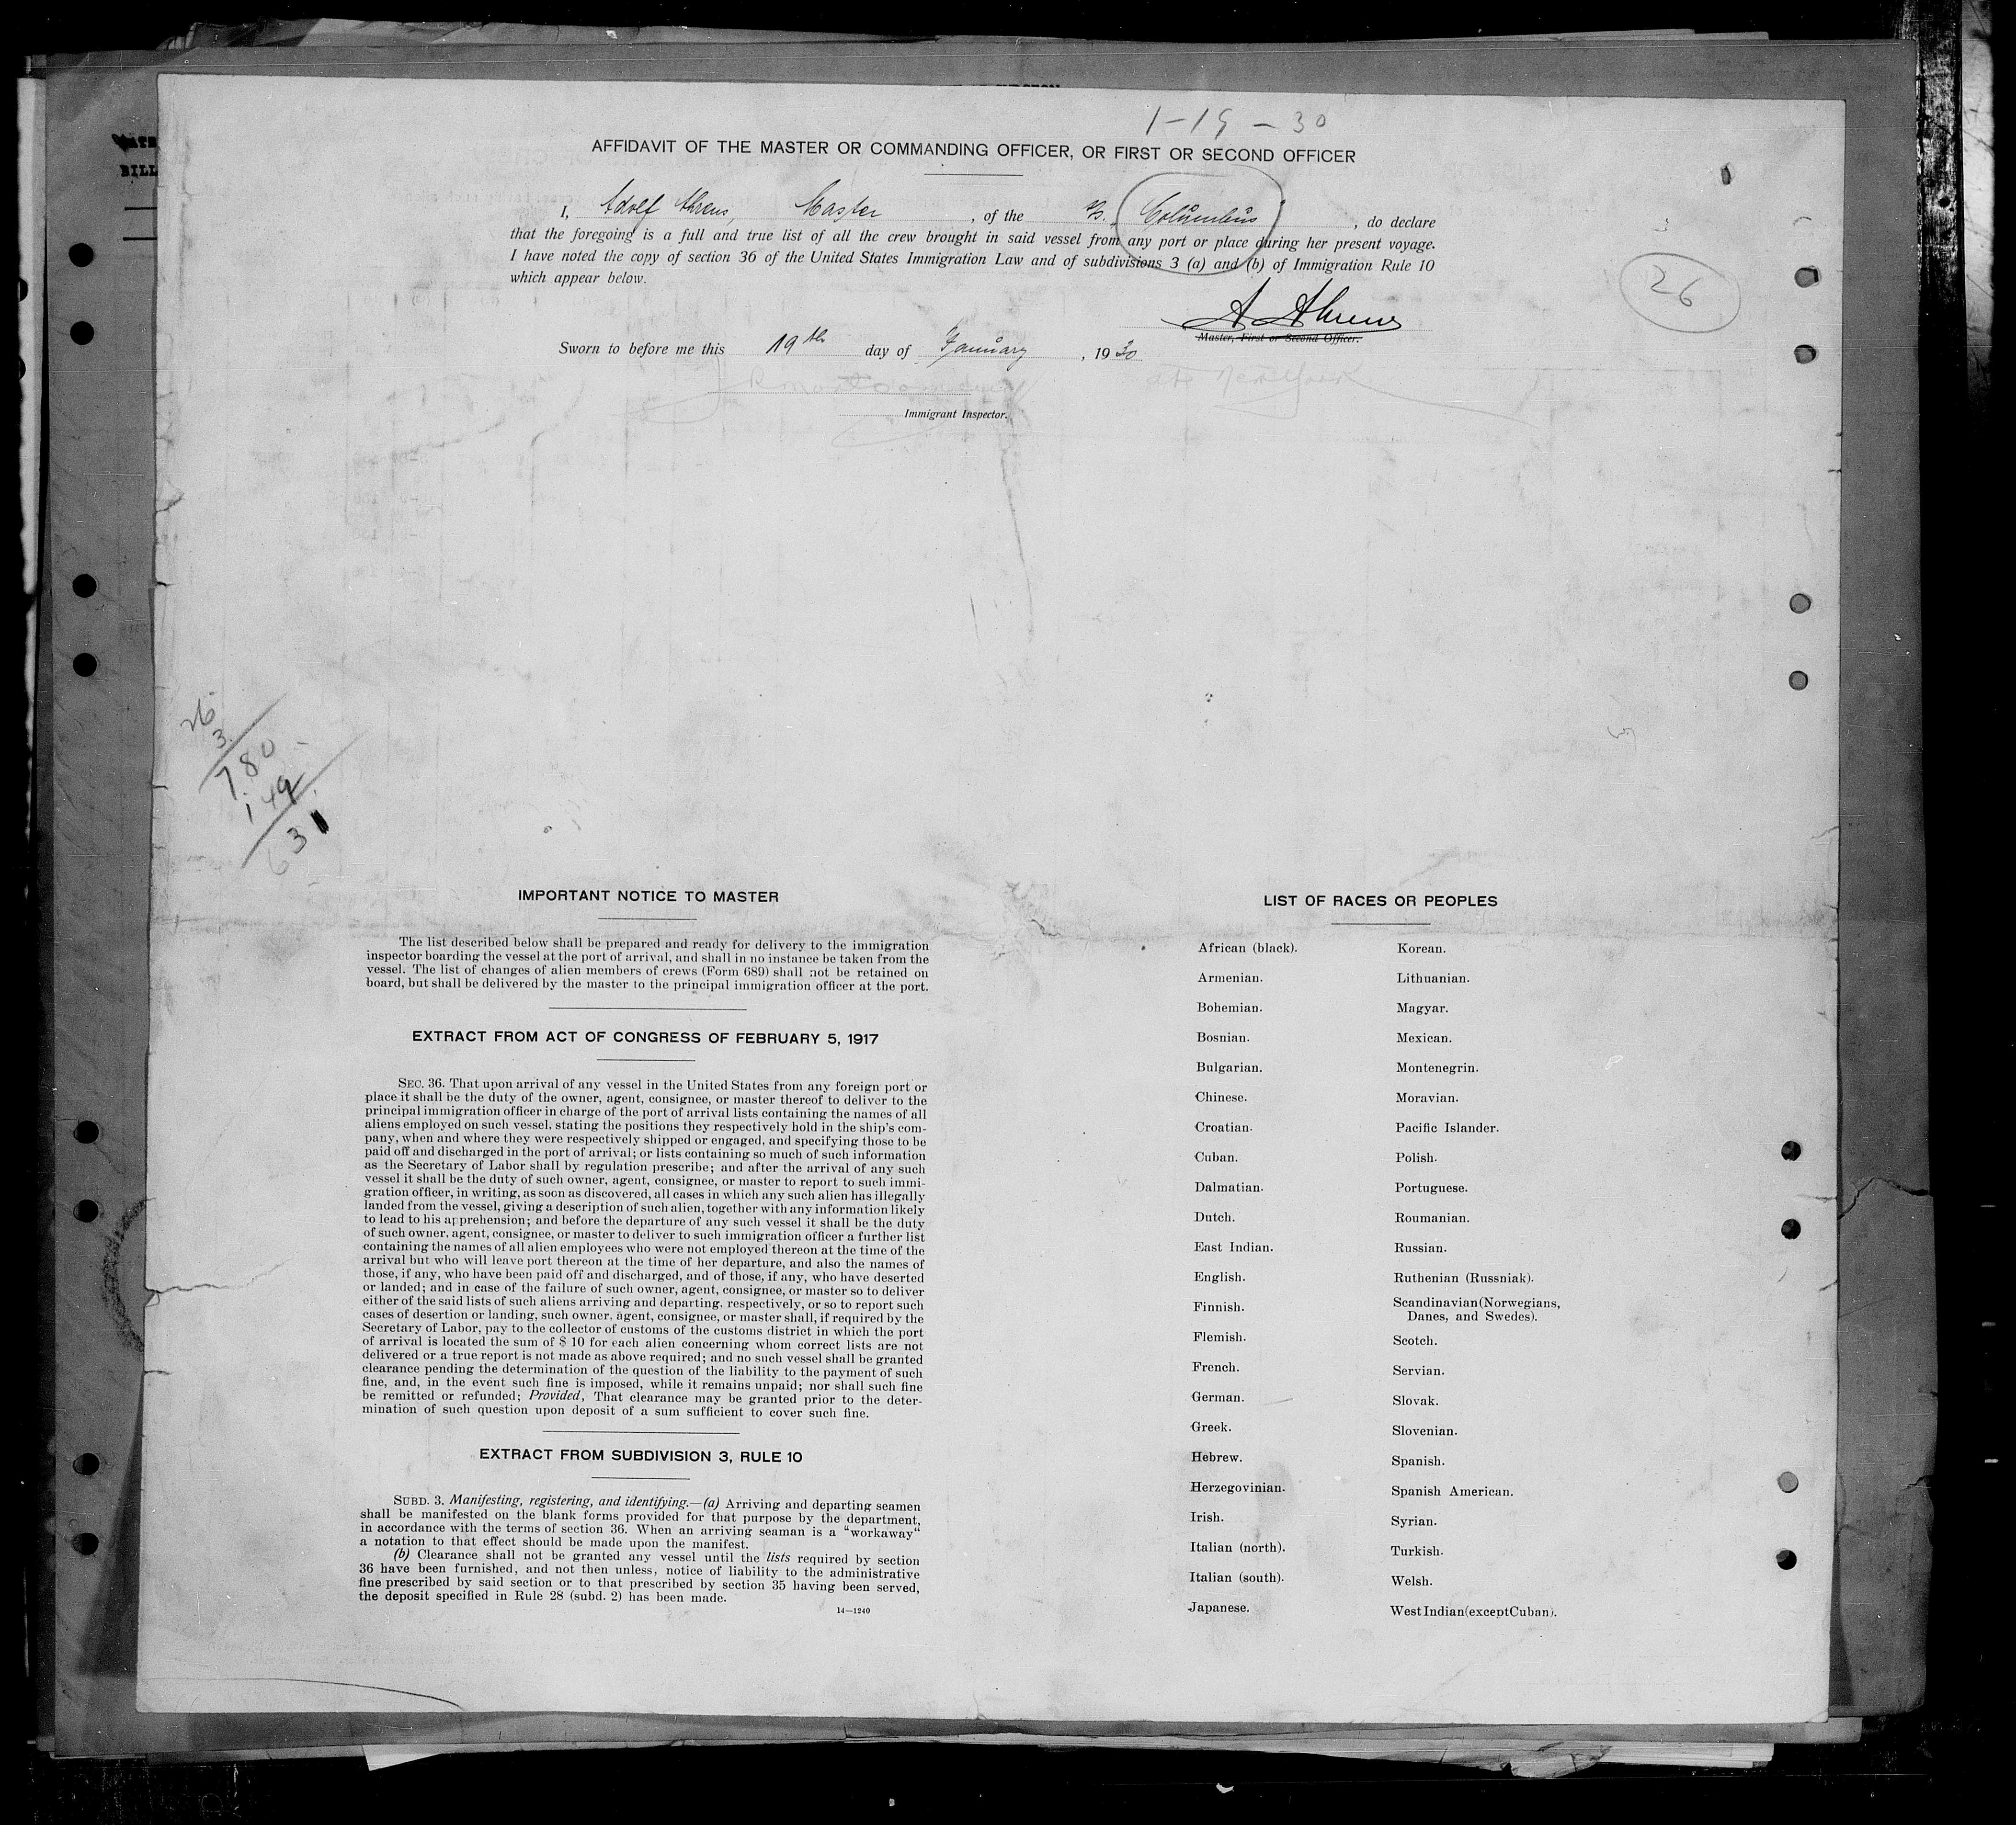 1-19-30
AFFIDAVIT OF THE MASTER OR COMMANDING OFFICER, OR FIRST OR SECOND OFFICER
I, Adolf Ahrens, Master, of the Columbus, do declare
that the foregoing is a full and true list of all the crew brought in said vessel from any port or place during her present voyage.
I have noted the copy of section 36 of the United States Immigration Law and of subdivisions 3 (a) and (b) of Immigration Rule 10
which appear below.
26
A Ahrens
Master, First or Second Officer.
Sworn to before me this 19th day of January, 1930
at New York
Immigrant Inspector.
26
3
780
149
631
IMPORTANT NOTICE TO MASTER
The list described below shall be prepared and ready for delivery to the immigration
inspector boarding the vessel at the port of arrival, and shall in no instance be taken from the
vessel. The list of changes of alien members of crews (Form 689) shall not be retained on
board, but shall be delivered by the master to the principal immigration officer at the port.
EXTRACT FROM ACT OF CONGRESS OF FEBRUARY 5, 1917
SEC. 36. That upon arrival of any vessel in the United States from any foreign port or
place it shall be the duty of the owner, agent, consignee, or master thereof to deliver to the
principal immigration officer in charge of the port of arrival lists containing the names of all
aliens employed on such vessel, stating the positions they respectively hold in the ship's com-
pany, when and where they were respectively shipped or engaged, and specifying those to be
paid off and discharged in the port of arrival; or lists containing so much of such information
as the Secretary of Labor shall by regulation prescribe; and after the arrival of any such
vessel it shall be the duty of such owner, agent, consignee, or master to report to such immi-
gration officer, in writing, as soon as discovered, all cases in which any such alien has illegally
landed from the vessel, giving a description of such alien, together with any information likely
to lead to his apprehension; and before the departure of any such vessel it shall be the duty
of such owner, agent, consignee, or master to deliver to such immigration officer a further list
containing the names of all alien employees who were not employed thereon at the time of the
arrival but who will leave port thereon at the time of her departure, and also the names of
those, if any, who have been paid off and discharged, and of those, if any, who have deserted
or landed; and in case of the failure of such owner, agent, consignee, or master so to deliver
either of the said lists of such aliens arriving and departing, respectively, or so to report such
cases of desertion or landing, such owner, agent, consignee, or master shall, if required by the
Secretary of Labor, pay to the collector of customs of the customs district in which the port
of arrival is located the sum of $ 10 for each alien concerning whom correct lists are not
delivered or a true report is not made as above required; and no such vessel shall be granted
clearance pending the determination of the question of the liability to the payment of such
fine, and, in the event such fine is imposed, while it remains unpaid; nor shall such fine
be remitted or refunded; Provided, That clearance may be granted prior to the deter-
mination of such question upon deposit of a sum sufficient to cover such fine.
EXTRACT FROM SUBDIVISION 3, RULE 10
SUBD. 3. Manifesting, registering, and identifying.—(a) Arriving and departing seamen
shall be manifested on the blank forms provided for that purpose by the department,
in accordance with the terms of section 36. When an arriving seaman is a "workaway"
a notation to that effect should be made upon the manifest.
(b) Clearance shall not be granted any vessel until the lists required by section
36 have been furnished, and not then unless, notice of liability to the administrative
fine prescribed by said section or to that prescribed by section 35 having been served,
the deposit specified in Rule 28 (subd. 2) has been made.
14—1240
LIST OF RACES OR PEOPLES
African (black).
Armenian.
Bohemian.
Bosnian.
Bulgarian.
Chinese.
Croatian.
Cuban.
Dalmatian.
Dutch.
East Indian.
English.
Finnish.
Flemish.
French.
German.
Greek.
Hebrew.
Herzegovinian.
Irish.
Italian (north).
Italian (south).
Japanese.
Korean.
Lithuanian.
Magyar.
Mexican.
Montenegrin.
Moravian.
Pacific Islander.
Polish.
Portuguese.
Roumanian.
Russian.
Ruthenian (Russniak).
Scandinavian (Norwegians,
Danes, and Swedes).
Scotch.
Servian.
Slovak.
Slovenian.
Spanish.
Spanish American.
Syrian.
Turkish.
Welsh.
West Indian (except Cuban).